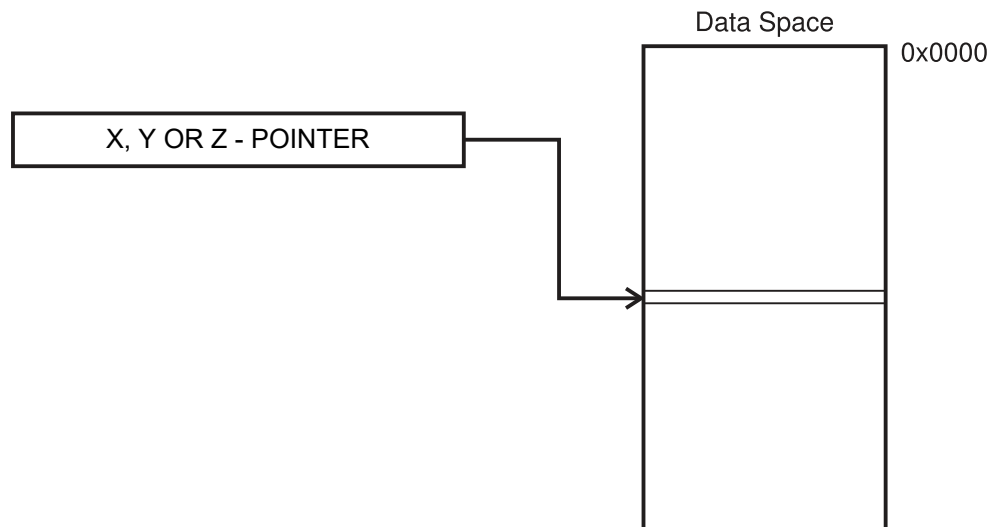 Data Space
0x0000
X, Y OR Z - POINTER